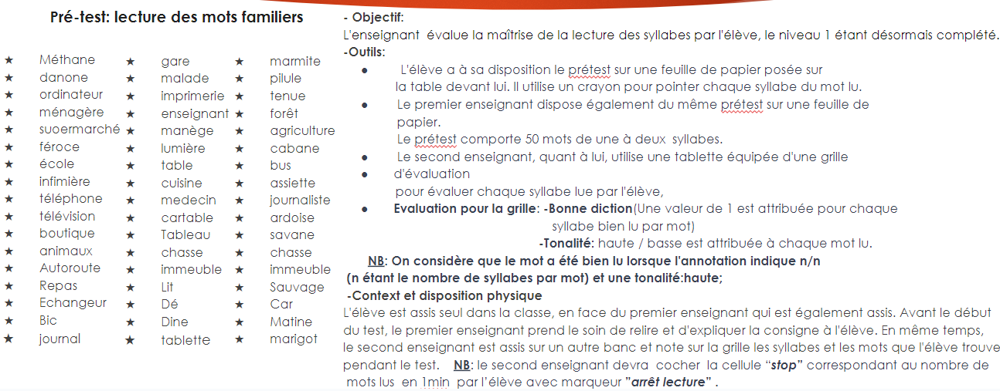 Pré-test: lecture des mots familiers
★ Méthane ★ gare ★ marmite
★ danone ★ malade ★ pilule
★ ordinateur ★ imprimerie ★ tenue
★ ménagère ★ enseignant ★ forêt
★ suoermarché ★ manège ★ agriculture
★ féroce ★ lumière ★ cabane
★ école ★ table ★ bus
★ infimière ★ cuisine ★ assiette
★ téléphone ★ medecin ★ journaliste
★ télévision ★ cartable ★ ardoise
★ boutique ★ Tableau ★ savane
★ animaux ★ chasse ★ chasse
★ Autoroute ★ immeuble ★ immeuble
★ Repas ★ Lit ★ Sauvage
★ Echangeur ★ Dé ★ Car
★ Bic ★ Dine ★ Matine
★ journal ★ tablette ★ marigot
- Objectif:
L'enseignant évalue la maîtrise de la lecture des syllabes par l'élève, le niveau 1 étant désormais complété.
-Outils:
● L'élève a à sa disposition le prétest sur une feuille de papier posée sur
la table devant lui. Il utilise un crayon pour pointer chaque syllabe du mot lu.
● Le premier enseignant dispose également du même prétest sur une feuille de
papier.
Le prétest comporte 50 mots de une à deux syllabes.
● Le second enseignant, quant à lui, utilise une tablette équipée d'une grille
● d'évaluation
pour évaluer chaque syllabe lue par l'élève,
● Evaluation pour la grille: -Bonne diction(Une valeur de 1 est attribuée pour chaque
syllabe bien lu par mot)
-Tonalité: haute / basse est attribuée à chaque mot lu.
NB: On considère que le mot a été bien lu lorsque l'annotation indique n/n
(n étant le nombre de syllabes par mot) et une tonalité:haute;
-Context et disposition physique
L'élève est assis seul dans la classe, en face du premier enseignant qui est également assis. Avant le début
du test, le premier enseignant prend le soin de relire et d'expliquer la consigne à l'élève. En même temps,
le second enseignant est assis sur un autre banc et note sur la grille les syllabes et les mots que l'élève trouve
pendant le test. NB: le second enseignant devra cocher la cellule “stop” correspondant au nombre de
mots lus en 1min par l’élève avec marqueur ”arrêt lecture” .